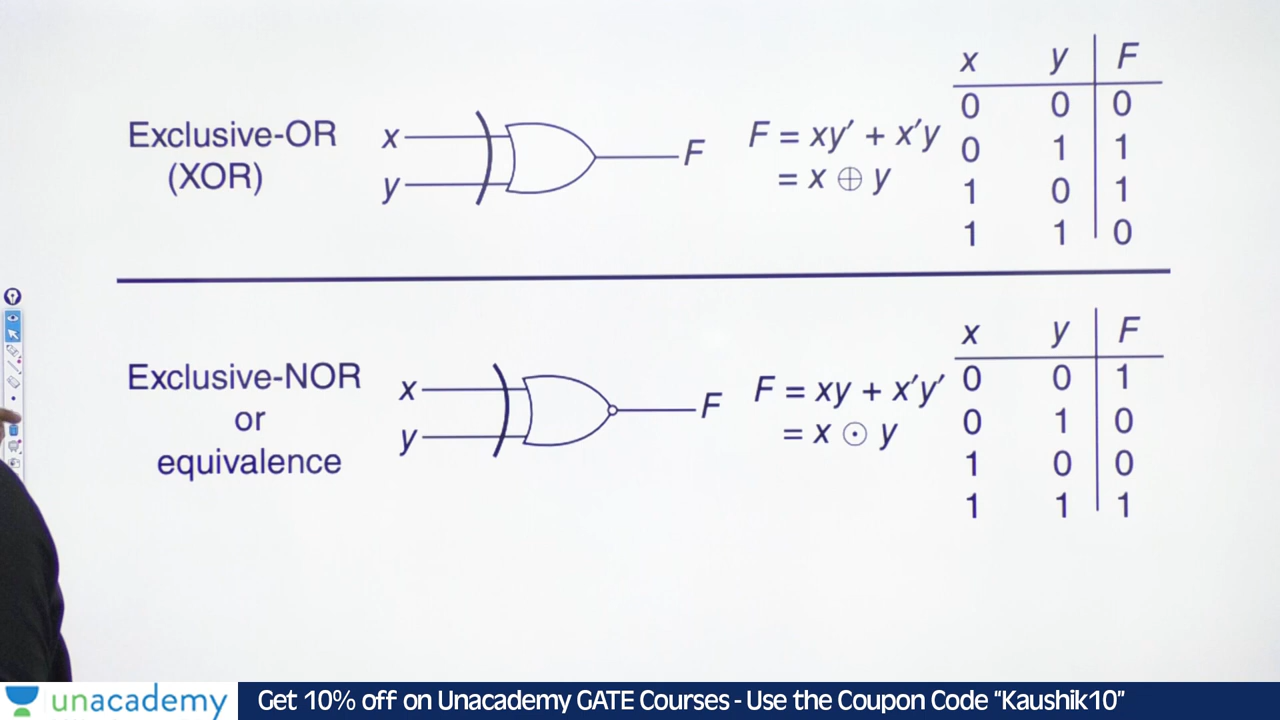 Exclusive-OR
(XOR)
x
y
F
F = xy′ + x′y
= x ⊕ y
x y F
0 0 0
0 1 1
1 0 1
1 1 0
Exclusive-NOR
or
equivalence
x
y
F
F = xy + x′y′
= x ⊙ y
x y F
0 0 1
0 1 0
1 0 0
1 1 1
unacademy
Get 10% off on Unacademy GATE Courses - Use the Coupon Code “Kaushik10”